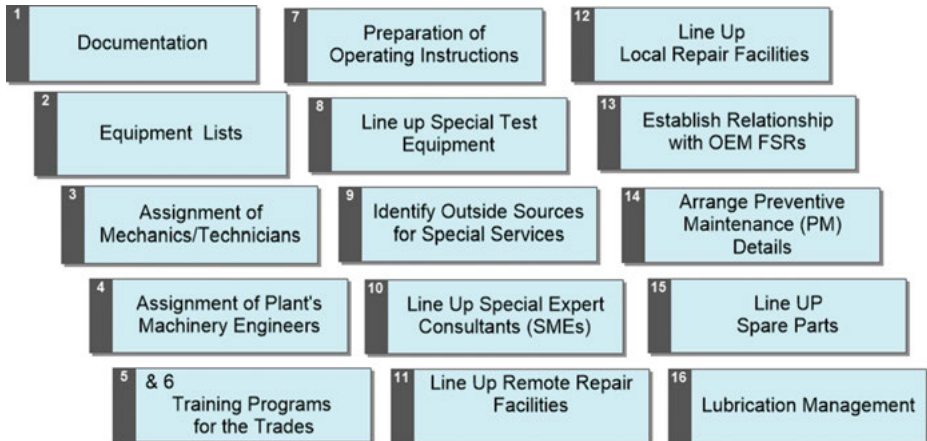 1
Documentation
2
Equipment Lists
3
Assignment of
Mechanics/Technicians
4
Assignment of Plant's
Machinery Engineers
5
& 6
Training Programs
for the Trades
7
Preparation of
Operating Instructions
8
Line up Special Test
Equipment
9
Identify Outside Sources
for Special Services
10
Line Up Special Expert
Consultants (SMEs)
11
Line Up Remote Repair
Facilities
12
Line Up
Local Repair Facilities
13
Establish Relationship
with OEM FSRs
14
Arrange Preventive
Maintenance (PM)
Details
15
Line UP
Spare Parts
16
Lubrication Management